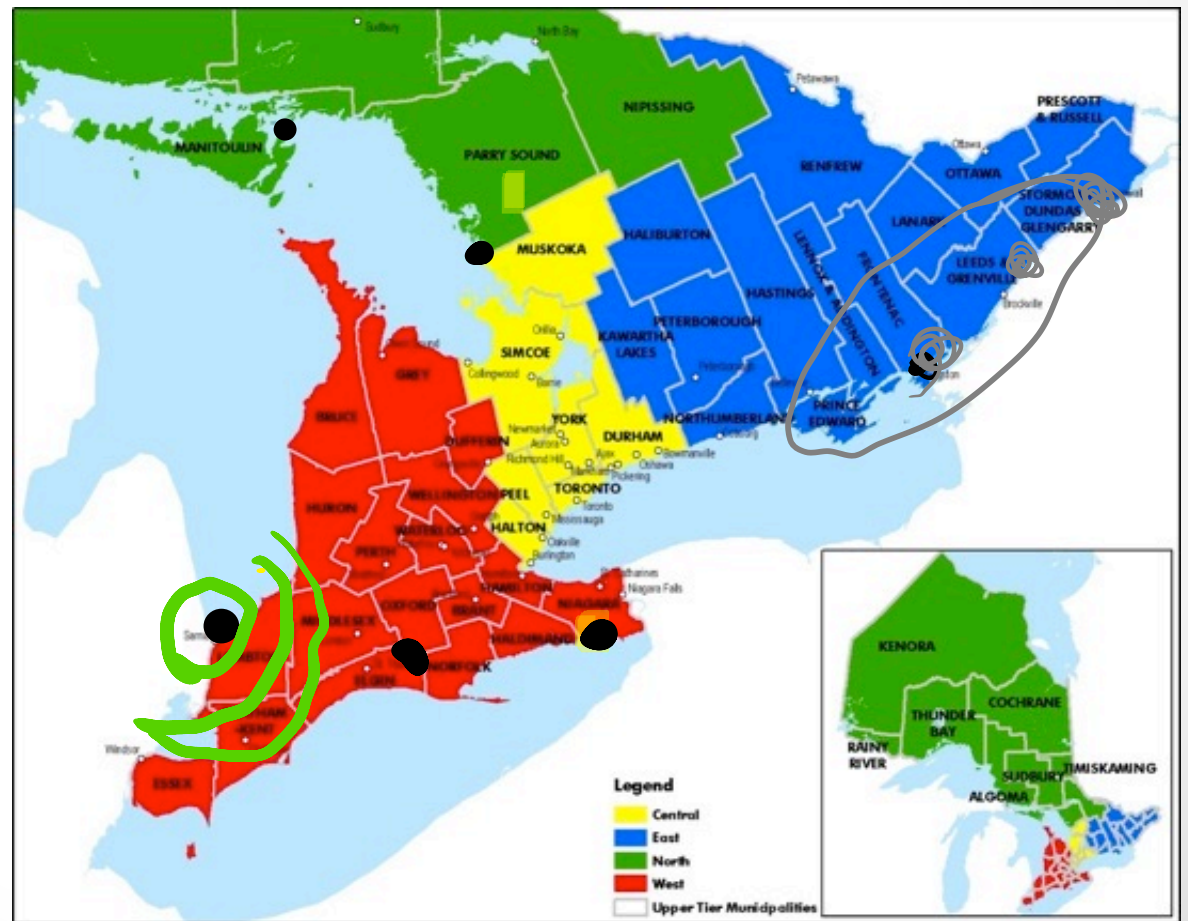 Sudbury
North Bay
Petawawa
NIPISSING
PRESCOTT
& RUSSELL
MANITOULIN
PARRY SOUND
Ottawa
RENFREW
OTTAWA
STORMO
DUNDAS
GLENGARRY
LANARK
MUSKOKA
HALIBURTON
LENNOX & ADDINGTON
FRONTENAC
LEEDS &
GRENVILLE
HASTINGS
Brockville
PETERBOROUGH
KAWARTHA
LAKES
Orillia
SIMCOE
Collingwood
Barrie
GREY
Peterborough
BRUCE
PRINCE
EDWARD
NORTHUMBERLAND
YORK
Newmarket
Aurora
DURHAM
DUFFERIN
Richmond Hill
Ajax
Bowmanville
Oshawa
Markham
Pickering
WELLINGTON
PEEL
TORONTO
Toronto
HURON
Mississauga
WATERLOO
HALTON
Oakville
PERTH
Burlington
HAMILTON
Niagara Falls
OXFORD
BRANT
NIAGARA
MIDDLESEX
HALDIMAND
NORFOLK
ELGIN
-KENT
Windsor
ESSEX
Legend
Central
East
North
West
Upper Tier Municipalities
KENORA
COCHRANE
THUNDER
BAY
RAINY
RIVER
TIMISKAMING
SUDBURY
ALGOMA